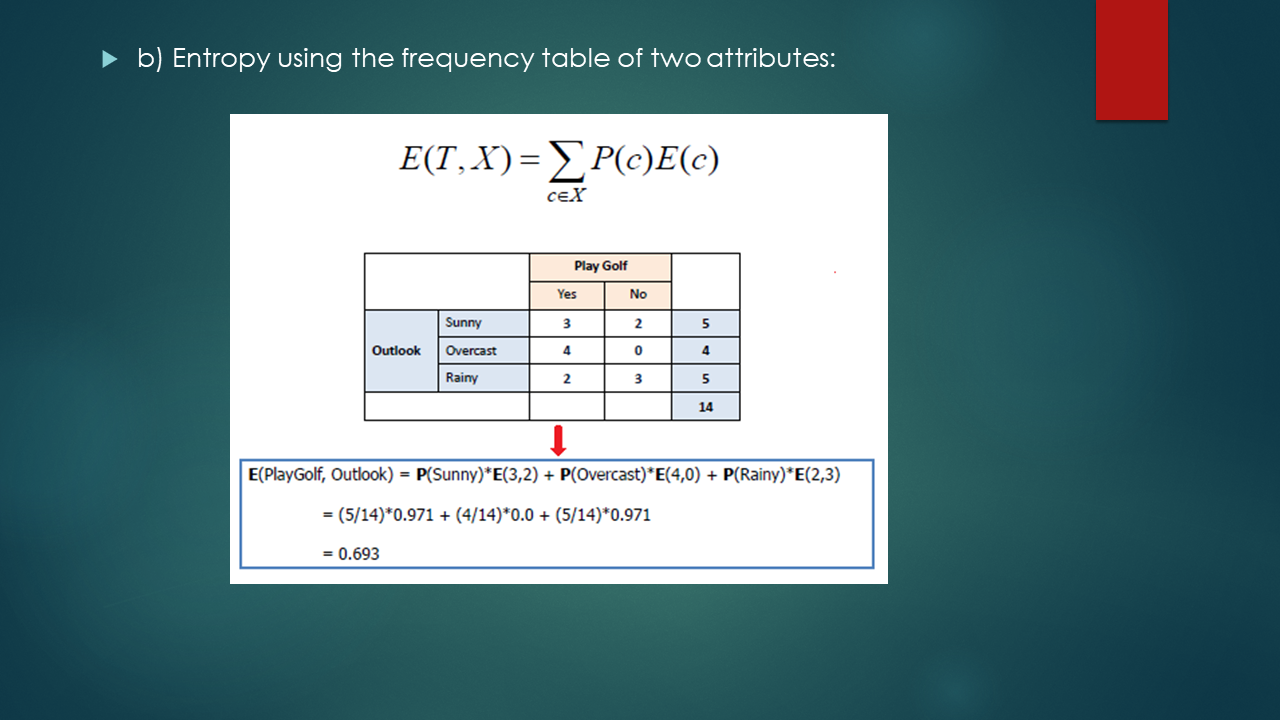 b) Entropy using the frequency table of two attributes:
E(T, X) = ∑ P(c)E(c)
c∈X
Play Golf
Yes No
Sunny 3 2 5
Outlook Overcast 4 0 4
Rainy 2 3 5
14
E(PlayGolf, Outlook) = P(Sunny)*E(3,2) + P(Overcast)*E(4,0) + P(Rainy)*E(2,3)
= (5/14)*0.971 + (4/14)*0.0 + (5/14)*0.971
= 0.693